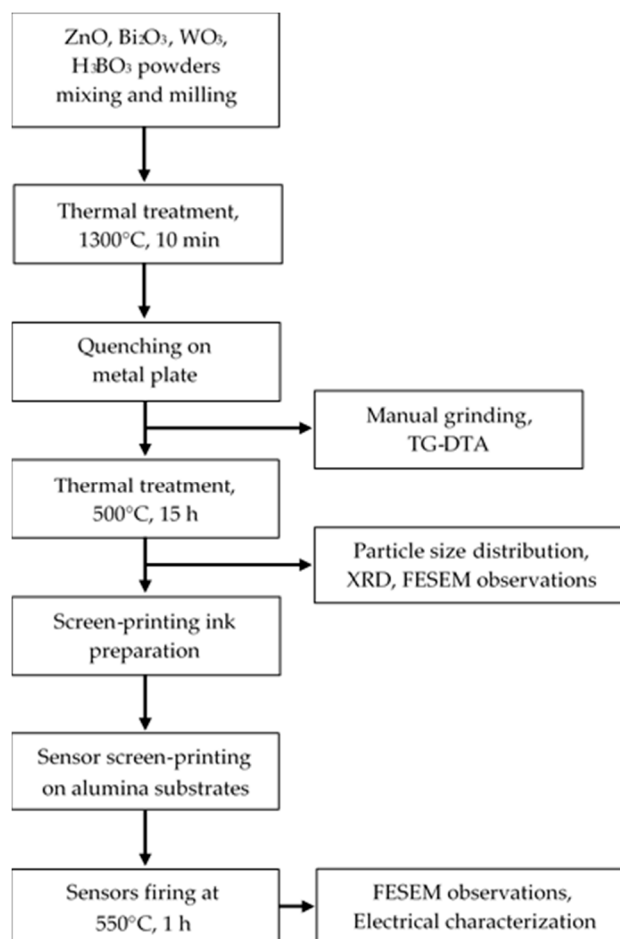 ZnO, Bi₂O₃, WO₃,
H₃BO₃ powders
mixing and milling
Thermal treatment,
1300°C, 10 min
Quenching on
metal plate
Manual grinding,
TG-DTA
Thermal treatment,
500°C, 15 h
Particle size distribution,
XRD, FESEM observations
Screen-printing ink
preparation
Sensor screen-printing
on alumina substrates
Sensors firing at
550°C, 1 h
FESEM observations,
Electrical characterization